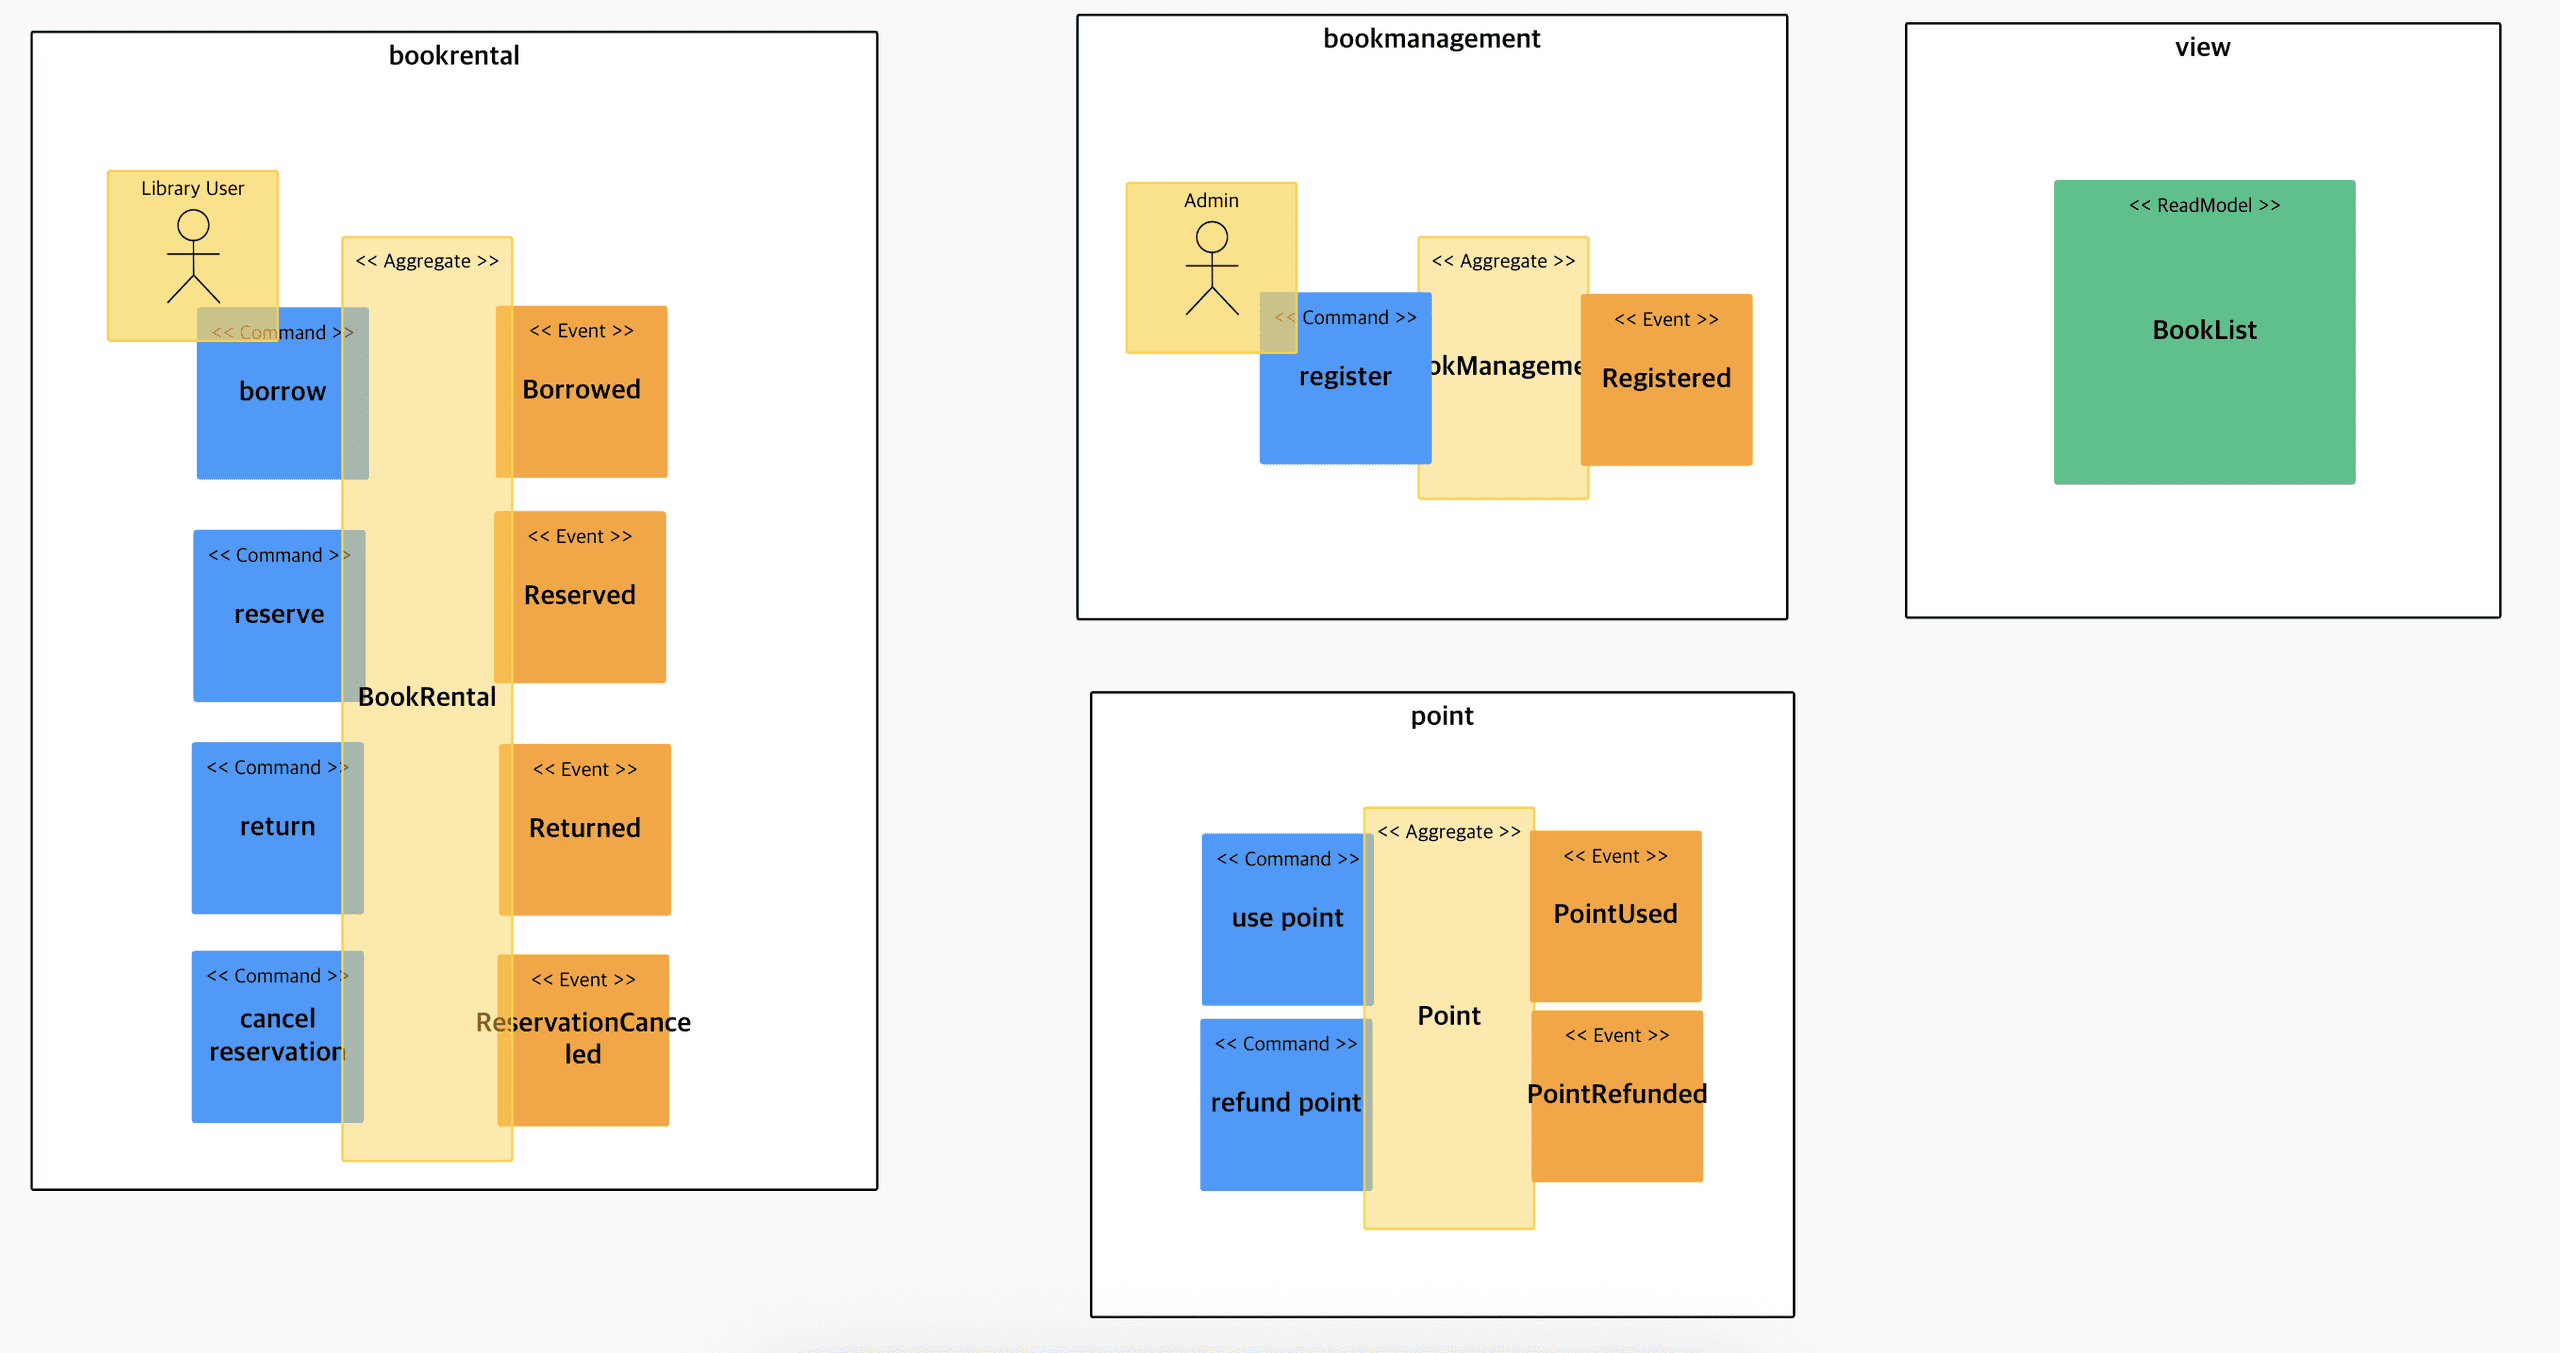 bookrental
Library User
<< Aggregate >>
<< Command >>
borrow
<< Event >>
Borrowed
<< Command >>
reserve
<< Event >>
Reserved
BookRental
<< Command >>
return
<< Event >>
Returned
<< Command >>
cancel
reservation
<< Event >>
ReservationCance
led
bookmanagement
Admin
<< Aggregate >>
<< Command >>
register
okManageme
<< Event >>
Registered
view
<< ReadModel >>
BookList
point
<< Aggregate >>
<< Command >>
use point
<< Event >>
PointUsed
Point
<< Command >>
refund point
<< Event >>
PointRefunded